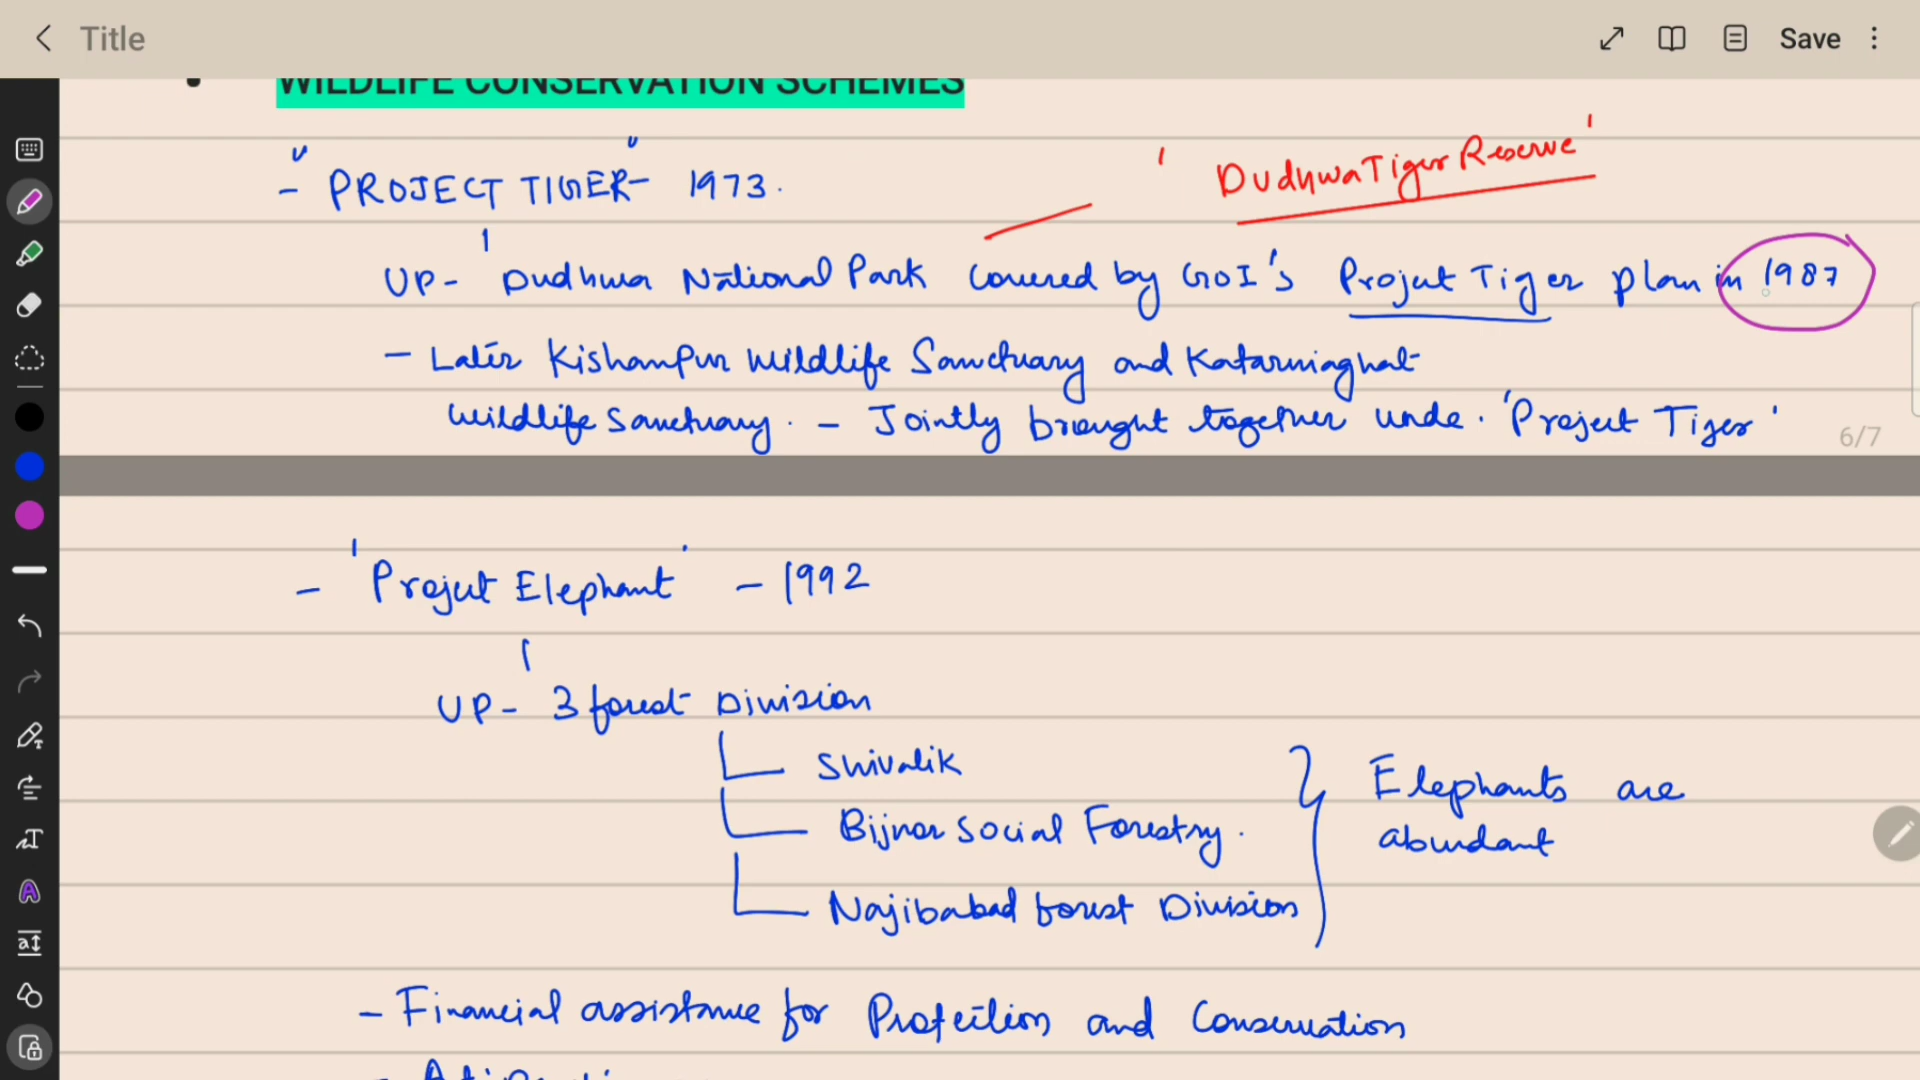 Title
Save
WILDLIFE CONSERVATION SCHEMES
- "PROJECT TIGER" - 1973.
'Dudhwa Tiger Reserve'
UP - Dudhwa National Park covered by GOI's Project Tiger plan in 1987
- Later Kishanpur Wildlife Sanctuary and Katarniaghat
Wildlife Sanctuary. - Jointly brought together unde. 'Project Tiger'
6/7
- 'Project Elephant' - 1992
UP - 3 forest Division
Shivalik
Bijnor Social Forestry.
Najibabad forest Division
Elephants are
abundant
- Financial assistance for Protection and Conservation